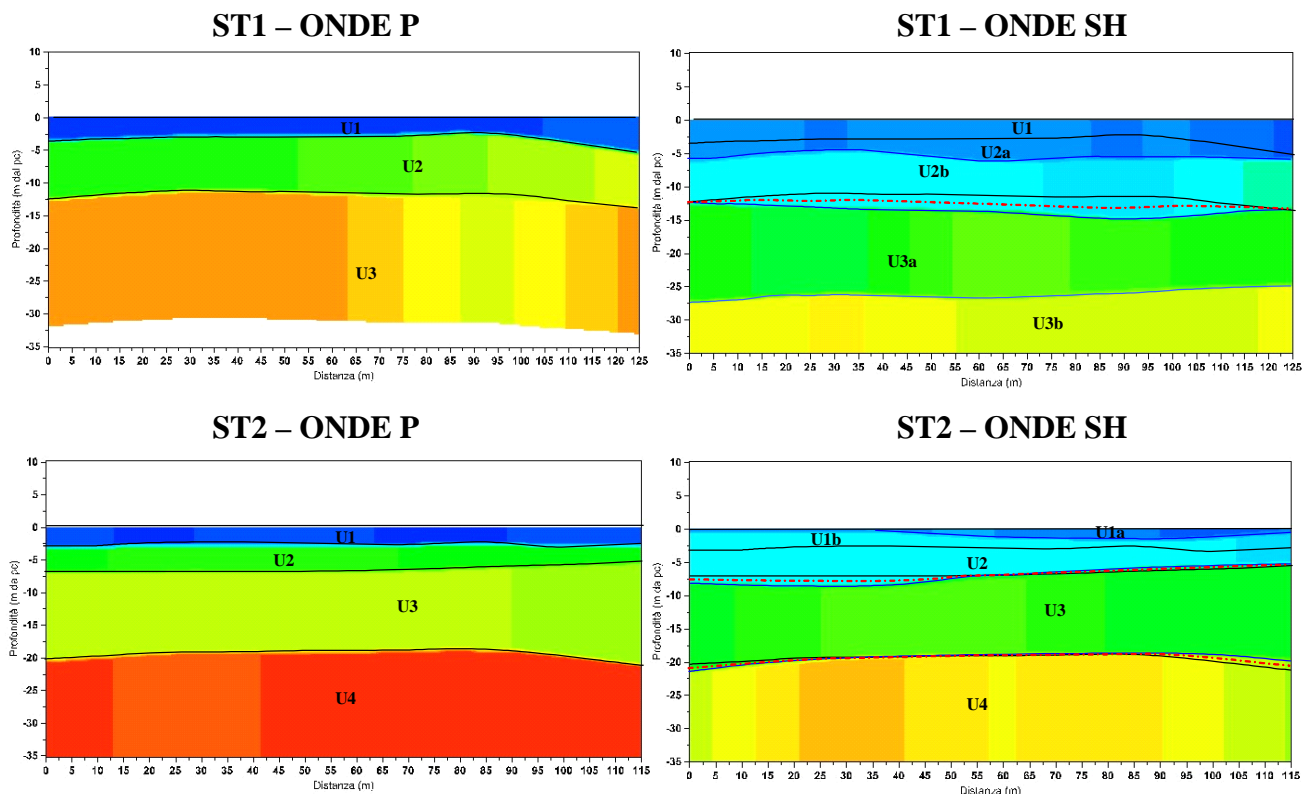 ST1 – ONDE P
10
5
0
-5
-10
-15
-20
-25
-30
-35
Profondità (m dal pc)
U1
U2
U3
0 5 10 15 20 25 30 35 40 45 50 55 60 65 70 75 80 85 90 95 100 105 110 115 120 125
Distanza (m)
ST1 – ONDE SH
10
5
0
-5
-10
-15
-20
-25
-30
-35
Profondità (m dal pc)
U1
U2a
U2b
U3a
U3b
0 5 10 15 20 25 30 35 40 45 50 55 60 65 70 75 80 85 90 95 100 105 110 115 120 125
Distanza (m)
ST2 – ONDE P
10
5
0
-5
-10
-15
-20
-25
-30
-35
Profondità (m da pc)
U1
U2
U3
U4
0 5 10 15 20 25 30 35 40 45 50 55 60 65 70 75 80 85 90 95 100 105 110 115
Distanza (m)
ST2 – ONDE SH
10
5
0
-5
-10
-15
-20
-25
-30
-35
Profondità (m da pc)
U1a
U1b
U2
U3
U4
0 5 10 15 20 25 30 35 40 45 50 55 60 65 70 75 80 85 90 95 100 105 110 115
Distanza (m)